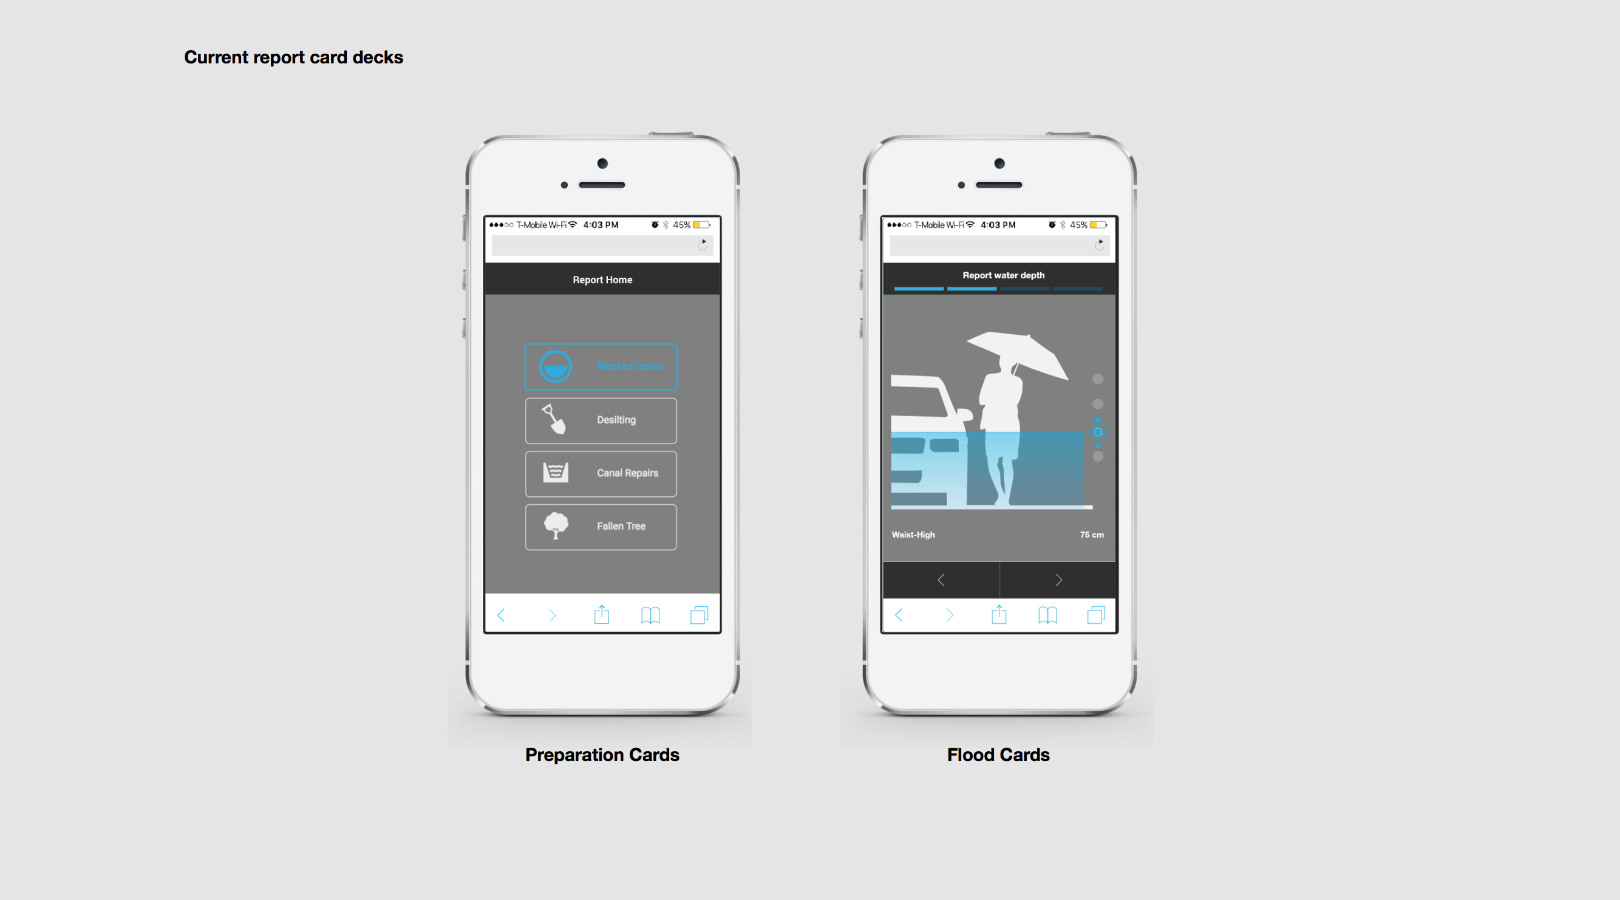 Current report card decks
T-Mobile Wi-Fi 4:03 PM 45%
Report Home
Blocked Drains
Desilting
Canal Repairs
Fallen Tree
Preparation Cards
T-Mobile Wi-Fi 4:03 PM 45%
Report water depth
Waist-High 75 cm
Flood Cards